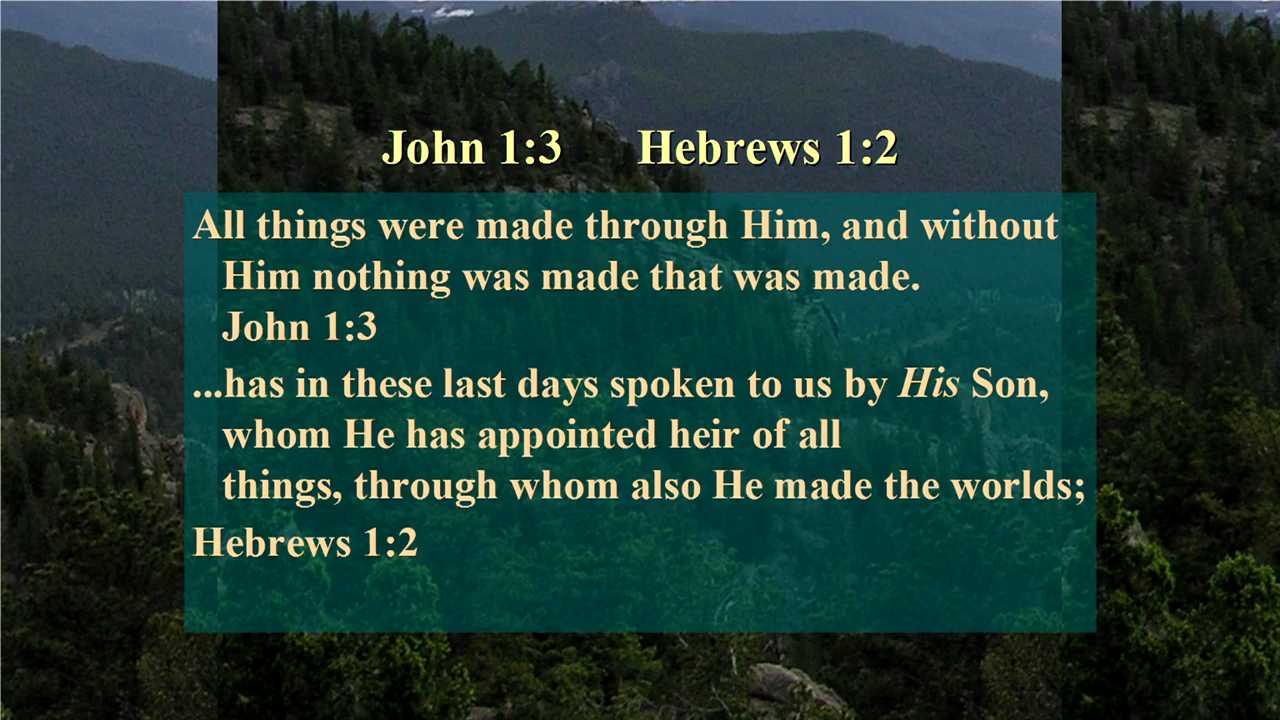 John 1:3 Hebrews 1:2
All things were made through Him, and without
Him nothing was made that was made.
John 1:3
...has in these last days spoken to us by His Son,
whom He has appointed heir of all
things, through whom also He made the worlds;
Hebrews 1:2